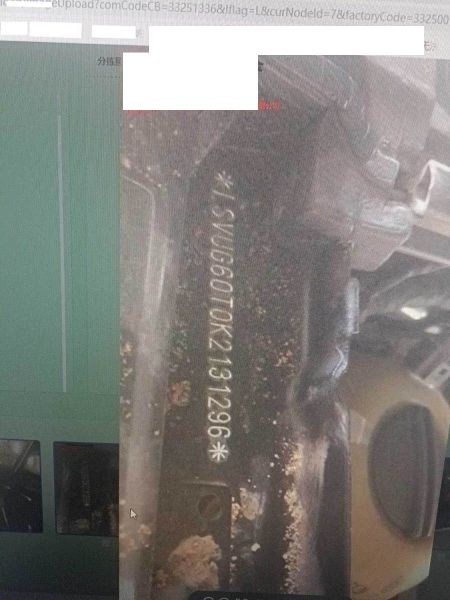 eUpload?comCodeCB=33251336&lflag=L&curNodeId=7&factoryCode=332500
*LSVUG60T0K2131296*